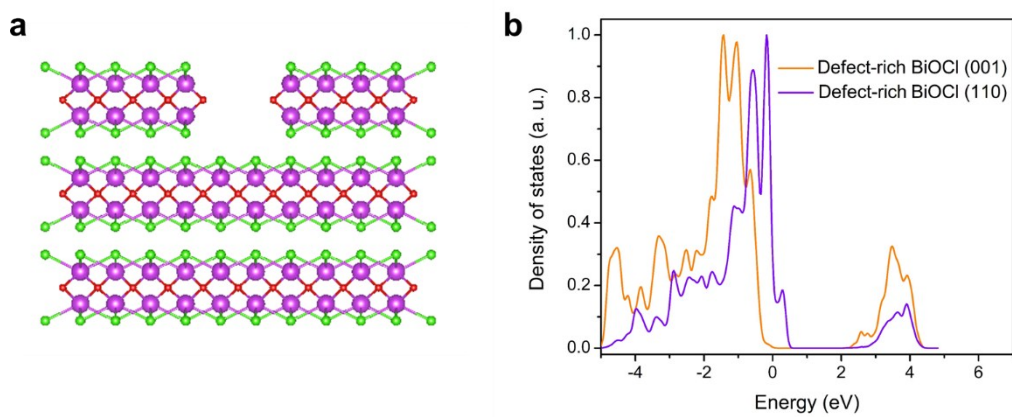 a
b
1.0
0.8
0.6
0.4
0.2
0.0
Density of states (a. u.)
Defect-rich BiOCl (001)
Defect-rich BiOCl (110)
-4
-2
0
2
4
6
Energy (eV)